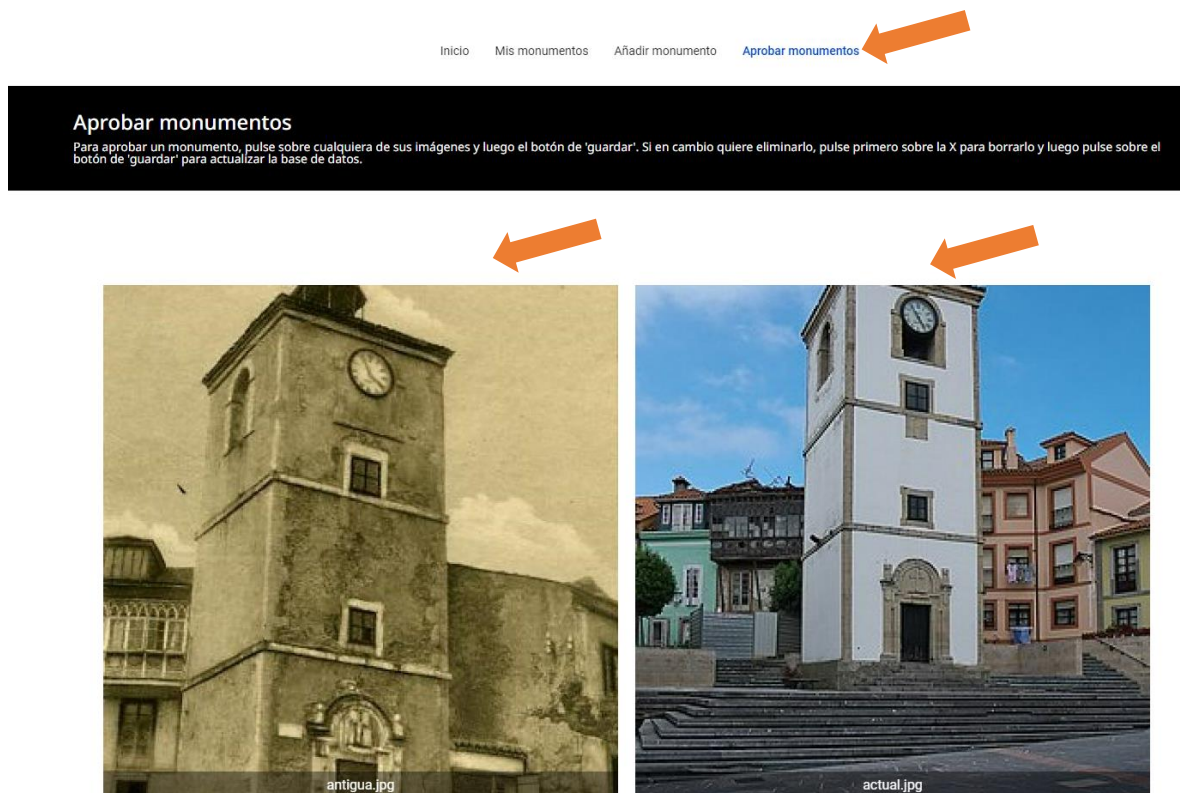 Inicio Mis monumentos Añadir monumento Aprobar monumentos
Aprobar monumentos
Para aprobar un monumento, pulse sobre cualquiera de sus imágenes y luego el botón de 'guardar'. Si en cambio quiere eliminarlo, pulse primero sobre la X para borrarlo y luego pulse sobre el
botón de 'guardar' para actualizar la base de datos.
antigua.jpg
actual.jpg